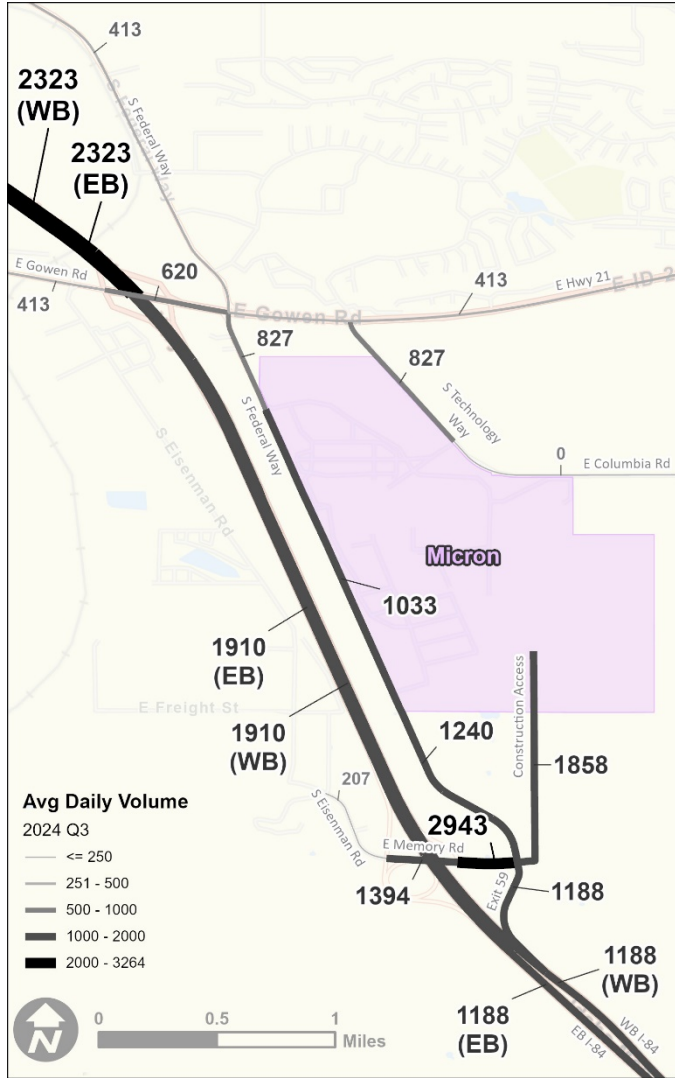 413
2323
(WB)
S Federal Way
S Federal Way
2323
(EB)
E Gowen Rd
620
413
E Hwy 21
413
E Gowen Rd
E ID-2
827
827
S Federal Way
S Technology
Way
0
E Columbia Rd
S Eisenman Rd
Micron
1033
1910
(EB)
Construction Access
E Freight St
1910
(WB)
1240
1858
207
S Eisenman Rd
2943
E Memory Rd
1394
Exit 59
1188
1188
(WB)
1188
(EB)
WB I-84
EB I-84
Avg Daily Volume
2024 Q3
<= 250
251 - 500
500 - 1000
1000 - 2000
2000 - 3264
N
0
0.5
1
Miles